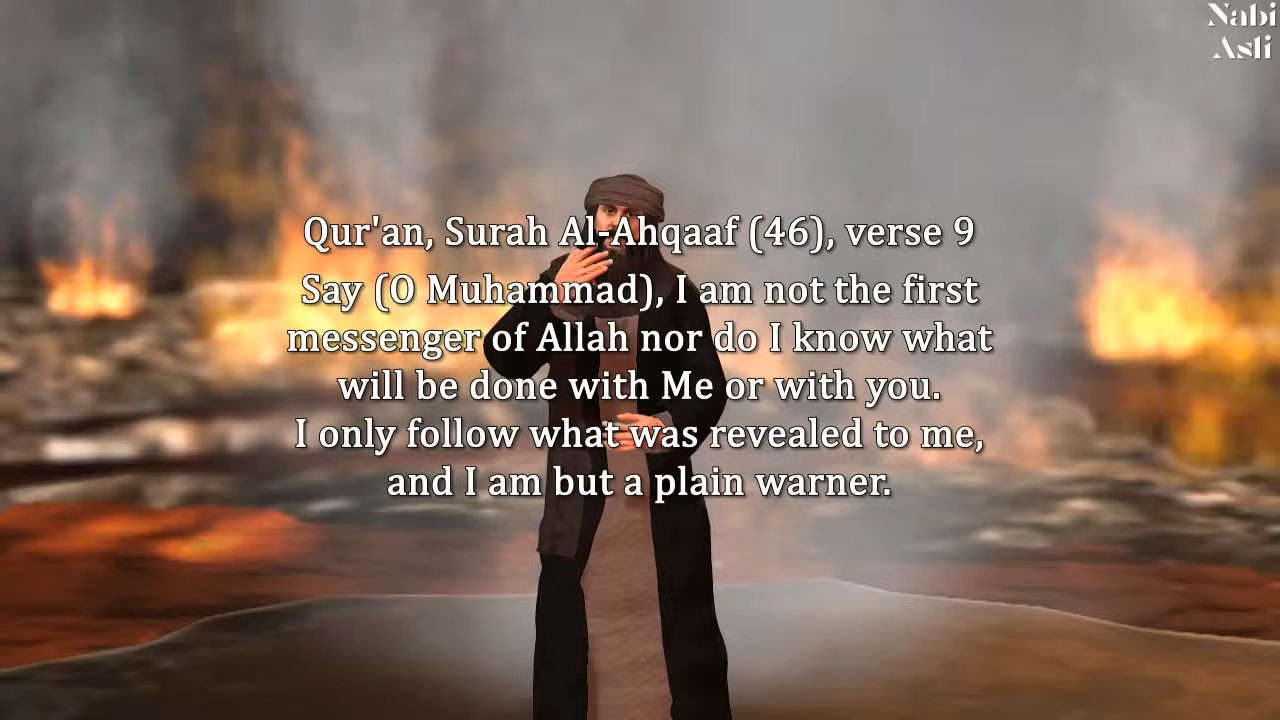 Nabi
Asli
Qur'an, Surah Al-Ahqaaf (46), verse 9
Say (O Muhammad), I am not the first
messenger of Allah nor do I know what
will be done with Me or with you.
I only follow what was revealed to me,
and I am but a plain warner.